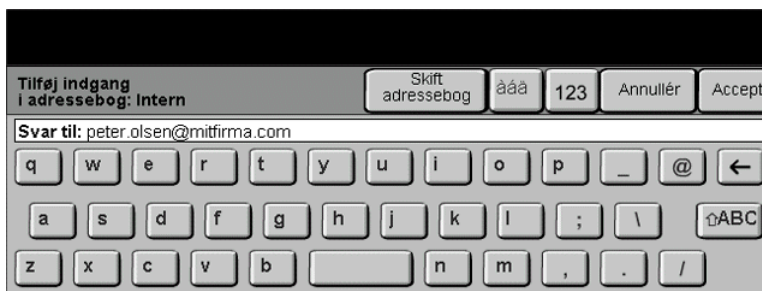 Tilføj indgang
i adressebog: Intern
Skift
adressebog
àáä
123
Annullér
Accept
Svar til: peter.olsen@mitfirma.com
q w e r t y u i o p _ @ ←
a s d f g h j k l ; \ ⇧ABC
z x c v b n m , . /